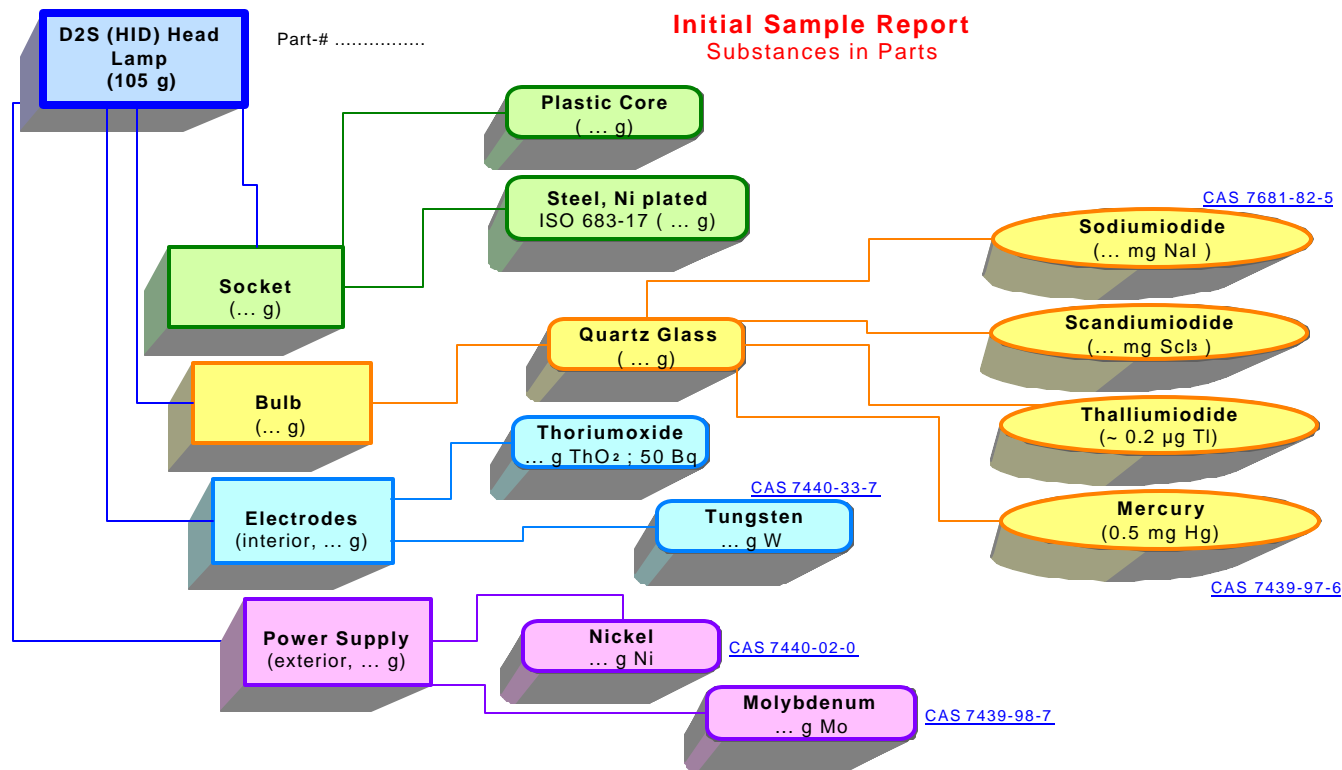 Initial Sample Report
Substances in Parts
D2S (HID) Head
Lamp
(105 g)
Part-# ................
Plastic Core
( ... g)
Steel, Ni plated
ISO 683-17 ( ... g)
CAS 7681-82-5
Sodiumiodide
(... mg NaI )
Socket
(... g)
Quartz Glass
( ... g)
Scandiumiodide
(... mg ScI₃ )
Bulb
(... g)
Thalliumiodide
(~ 0.2 µg Tl)
Thoriumoxide
... g ThO₂ ; 50 Bq
CAS 7440-33-7
Electrodes
(interior, ... g)
Tungsten
... g W
Mercury
(0.5 mg Hg)
CAS 7439-97-6
Power Supply
(exterior, ... g)
Nickel
... g Ni
CAS 7440-02-0
Molybdenum
... g Mo
CAS 7439-98-7